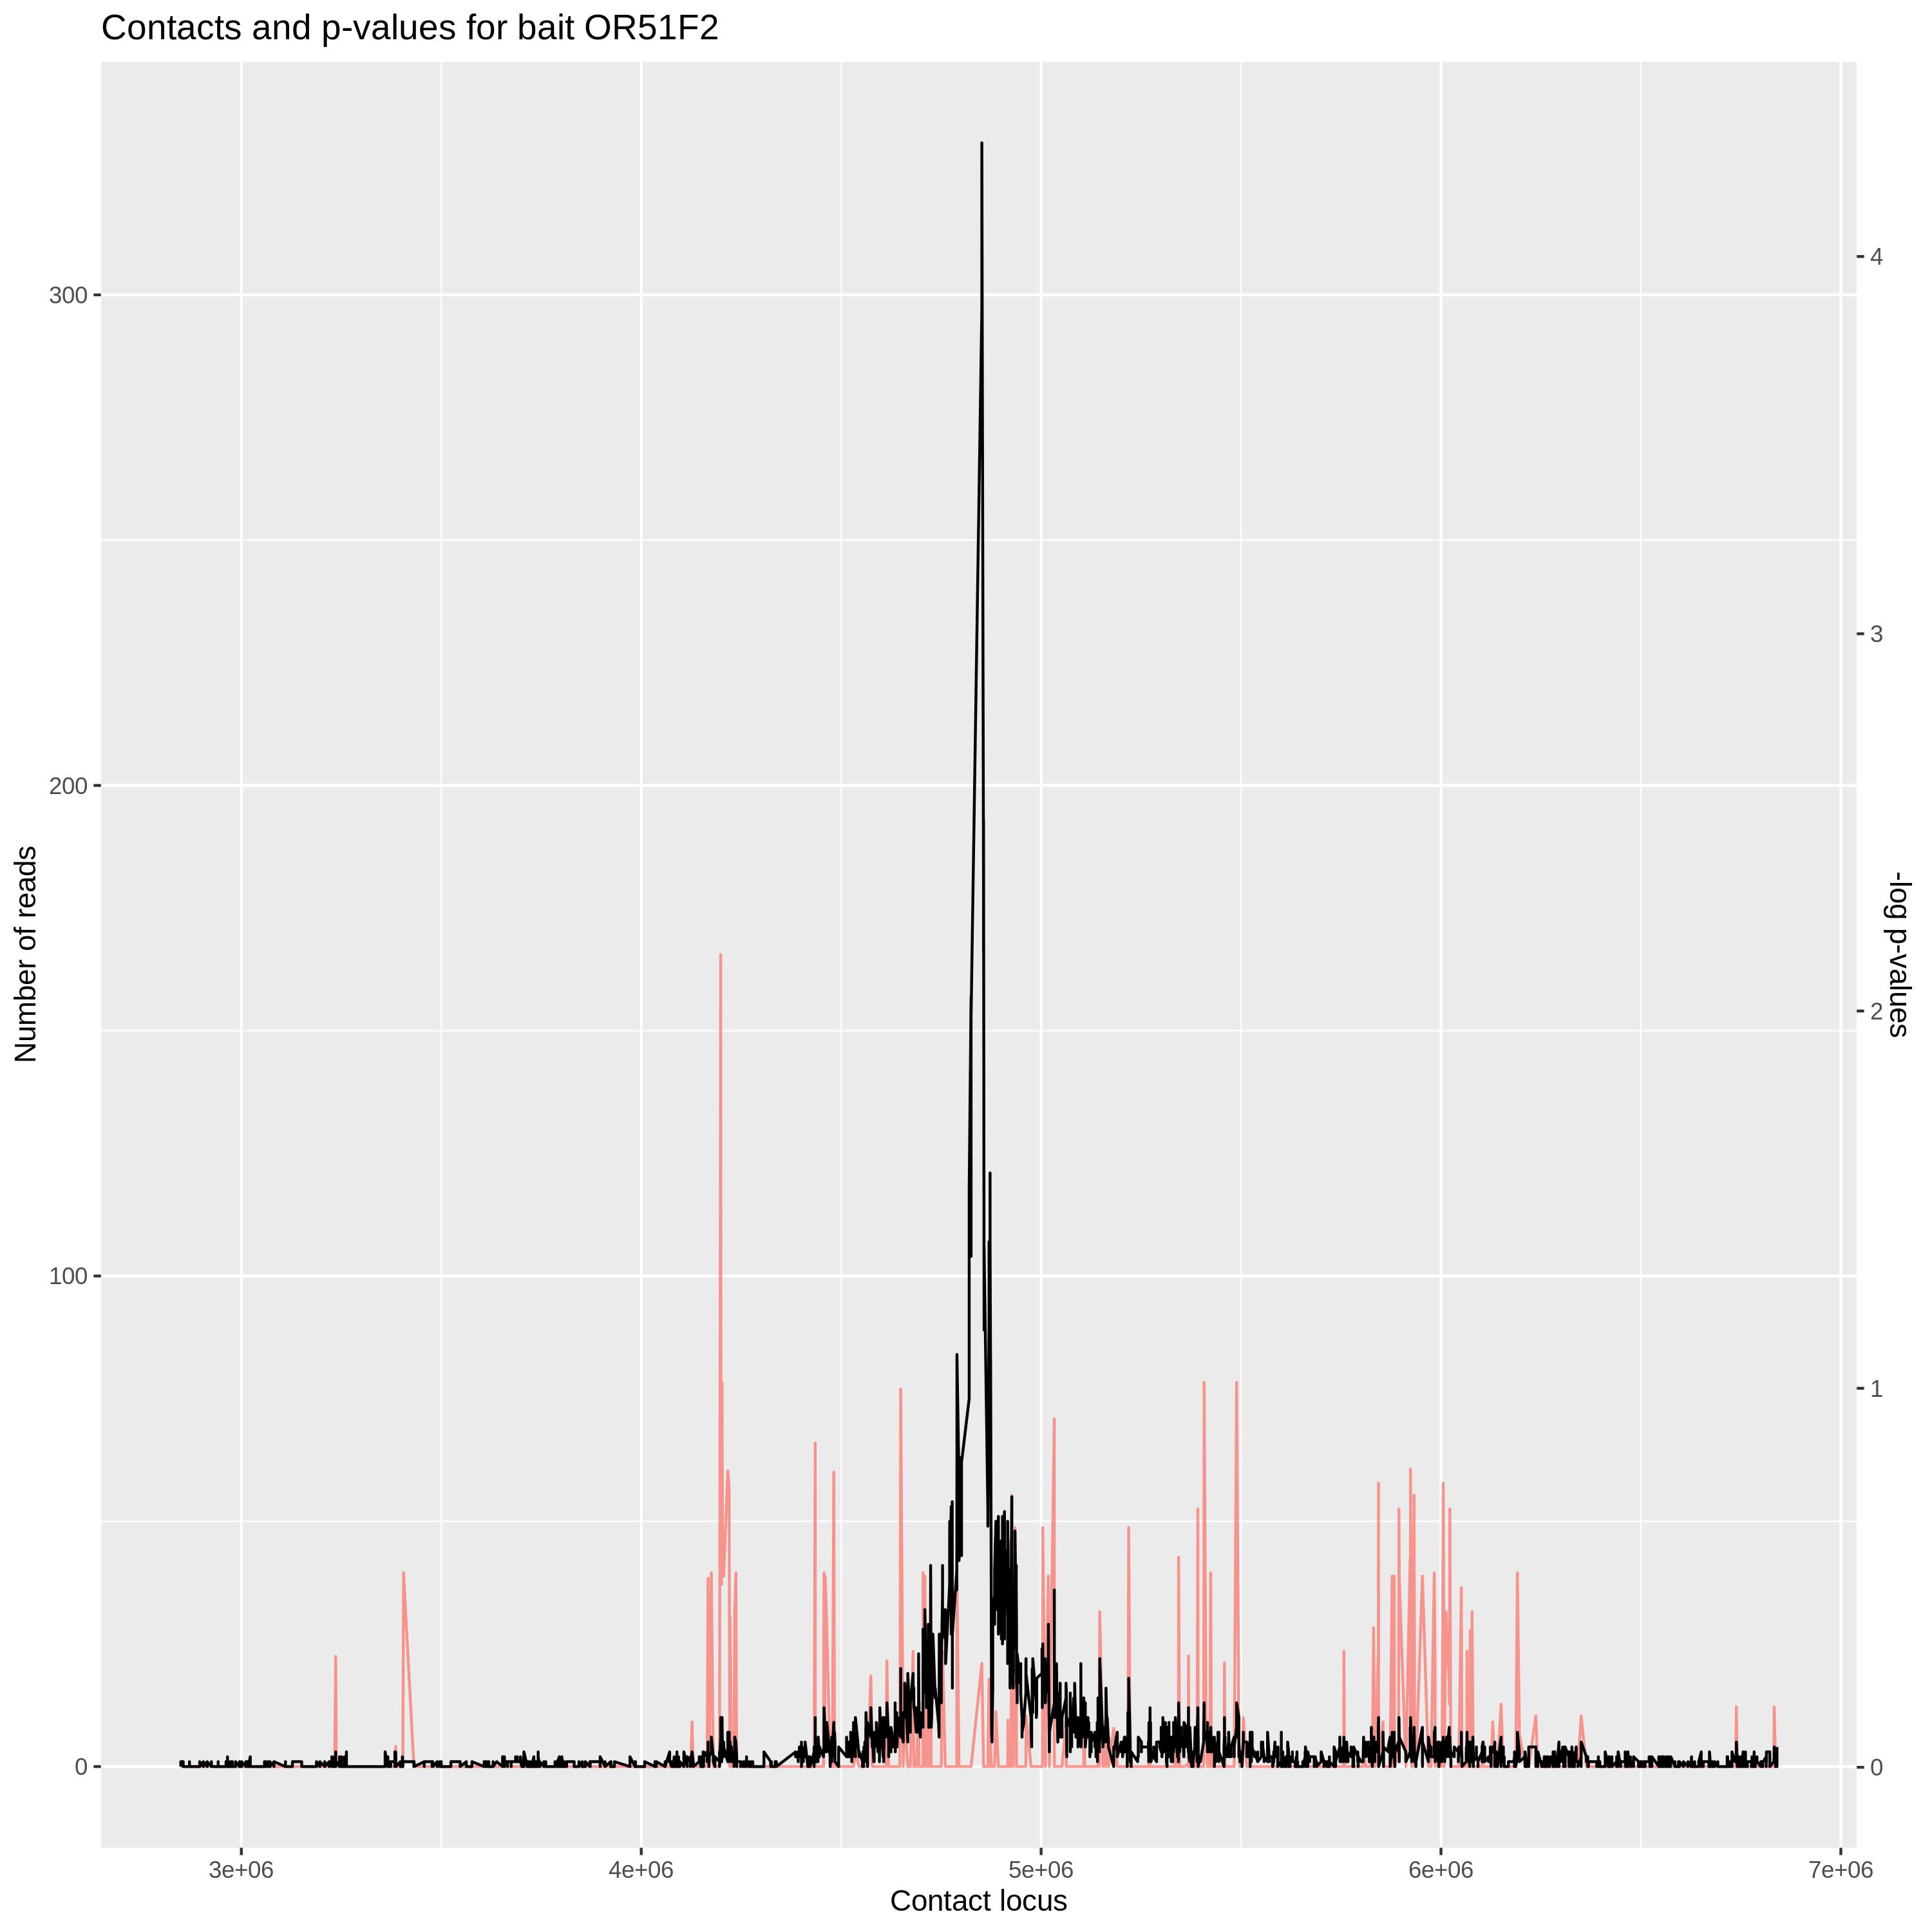 Contacts and p-values for bait OR51F2
300
200
100
0
Number of reads
4
3
2
1
0
-log p-values
3e+06 4e+06 5e+06 6e+06 7e+06
Contact locus